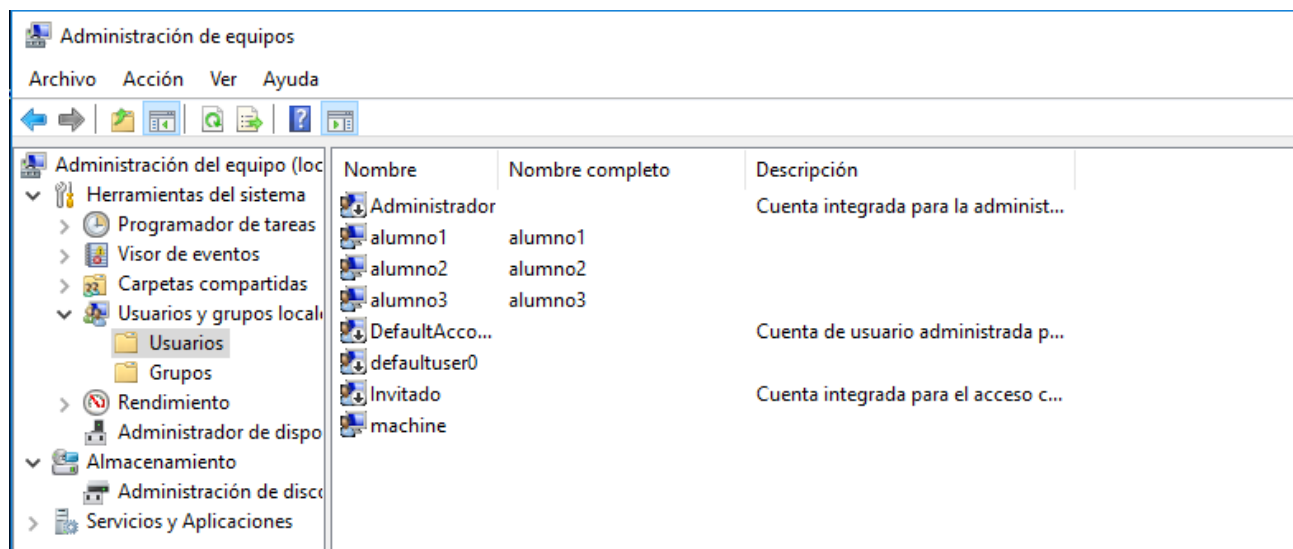 Administración de equipos
Archivo Acción Ver Ayuda
Administración del equipo (loc
Herramientas del sistema
Programador de tareas
Visor de eventos
Carpetas compartidas
Usuarios y grupos local
Usuarios
Grupos
Rendimiento
Administrador de dispo
Almacenamiento
Administración de disc
Servicios y Aplicaciones
Nombre Nombre completo Descripción
Administrador Cuenta integrada para la administ...
alumno1 alumno1
alumno2 alumno2
alumno3 alumno3
DefaultAcco... Cuenta de usuario administrada p...
defaultuser0
Invitado Cuenta integrada para el acceso c...
machine